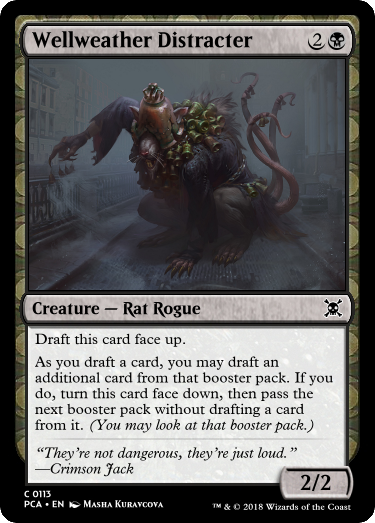 Wellweather Distracter 2
Creature — Rat Rogue
Draft this card face up.
As you draft a card, you may draft an
additional card from that booster pack. If you
do, turn this card face down, then pass the
next booster pack without drafting a card
from it. (You may look at that booster pack.)
“They’re not dangerous, they’re just loud.”
—Crimson Jack
2/2
C 0113
PCA • EN Masha Kuravcova
™ & © 2018 Wizards of the Coast